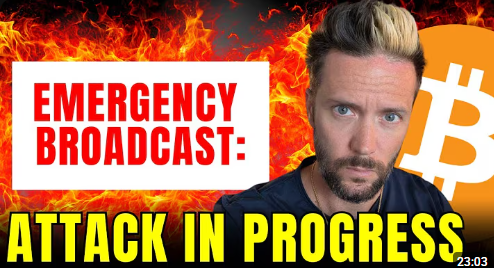 EMERGENCY
BROADCAST:
ATTACK IN PROGRESS
23:03